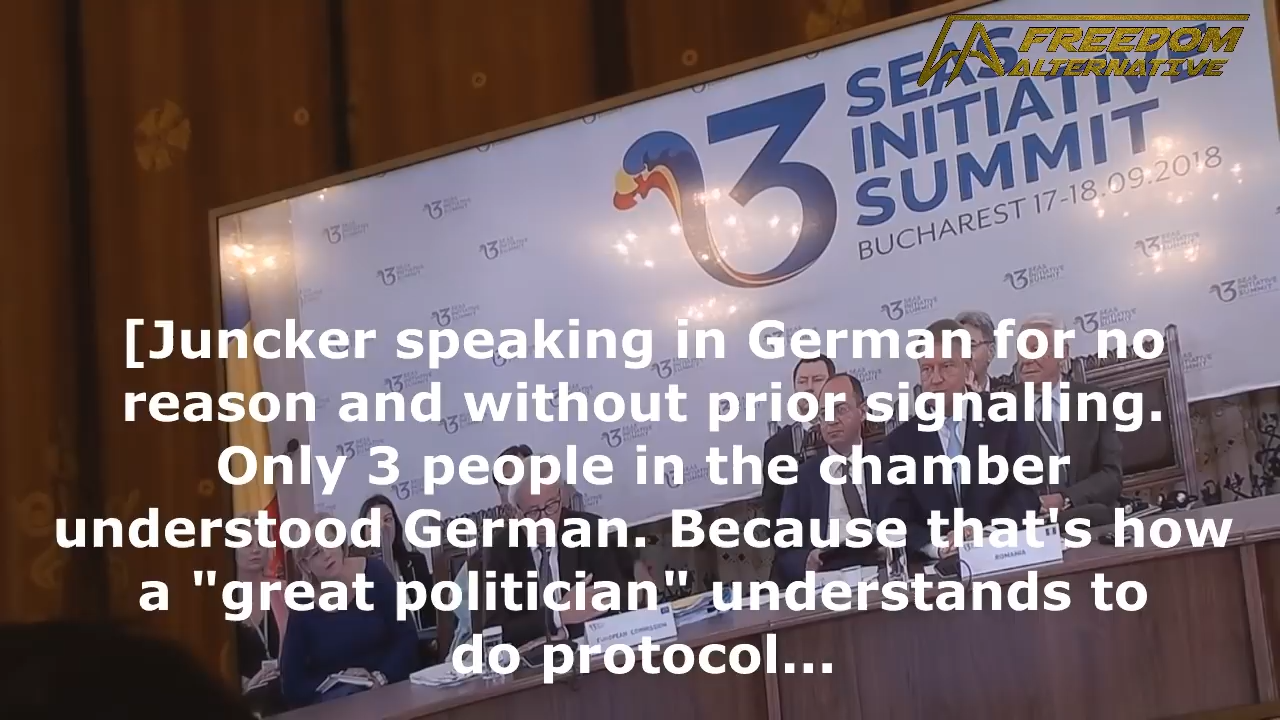 FREEDOM
ALTERNATIVE
3 SEAS
INITIATIVE
SUMMIT
BUCHAREST 17-18.09.2018
[Juncker speaking in German for no
reason and without prior signalling.
Only 3 people in the chamber
understood German. Because that's how
a "great politician" understands to
do protocol...
ROMANIA
EUROPEAN COMMISSION